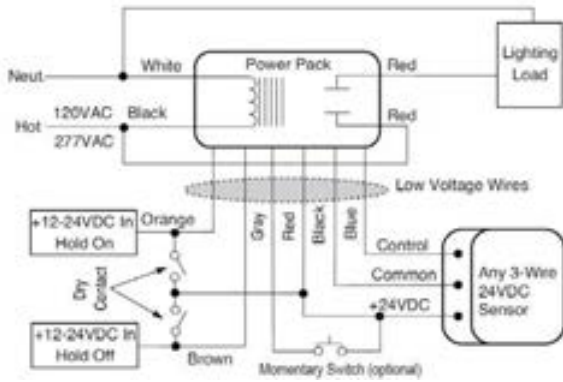 Neut
White
Power Pack
Red
Lighting
Load
120VAC
Black
Hot
277VAC
Red
Low Voltage Wires
+12-24VDC In
Hold On
Orange
Gray
Red
Black
Blue
Control
Common
+24VDC
Any 3-Wire
24VDC
Sensor
Dry
Contact
+12-24VDC In
Hold Off
Brown
Momentary Switch (optional)